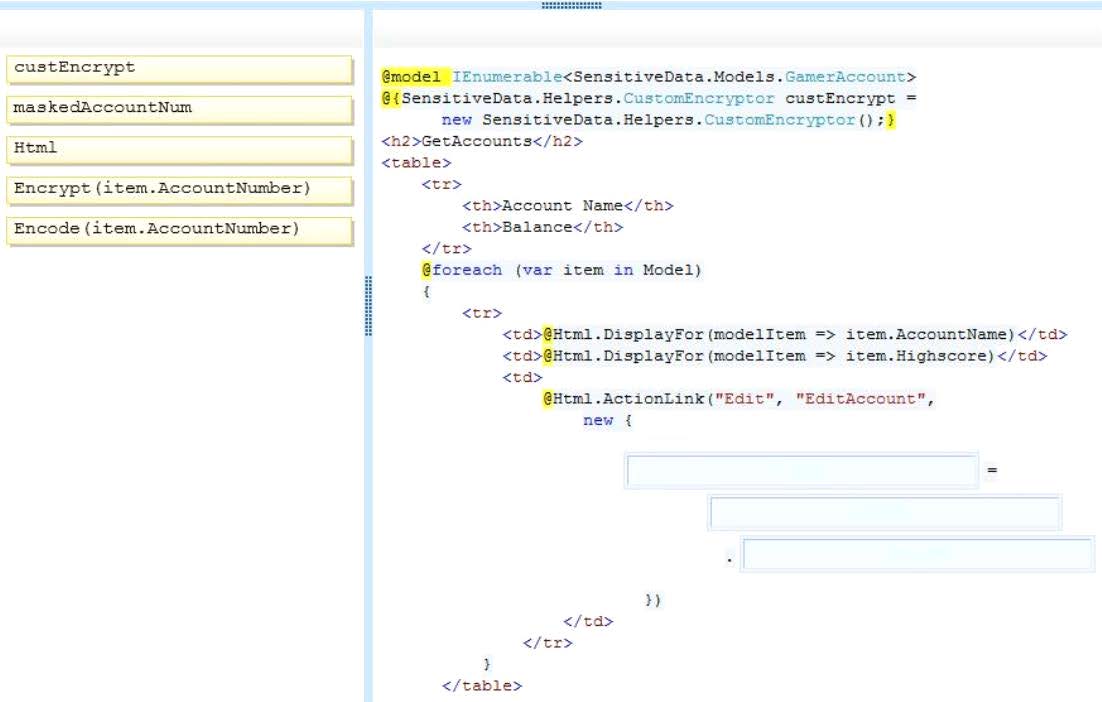 custEncrypt
maskedAccountNum
Html
Encrypt(item.AccountNumber)
Encode(item.AccountNumber)
@model IEnumerable<SensitiveData.Models.GamerAccount>
@{SensitiveData.Helpers.CustomEncryptor custEncrypt =
new SensitiveData.Helpers.CustomEncryptor();}
<h2>GetAccounts</h2>
<table>
<tr>
<th>Account Name</th>
<th>Balance</th>
</tr>
@foreach (var item in Model)
{
<tr>
<td>@Html.DisplayFor(modelItem => item.AccountName)</td>
<td>@Html.DisplayFor(modelItem => item.Highscore)</td>
<td>
@Html.ActionLink("Edit", "EditAccount",
new {
=
.
})
</td>
</tr>
}
</table>